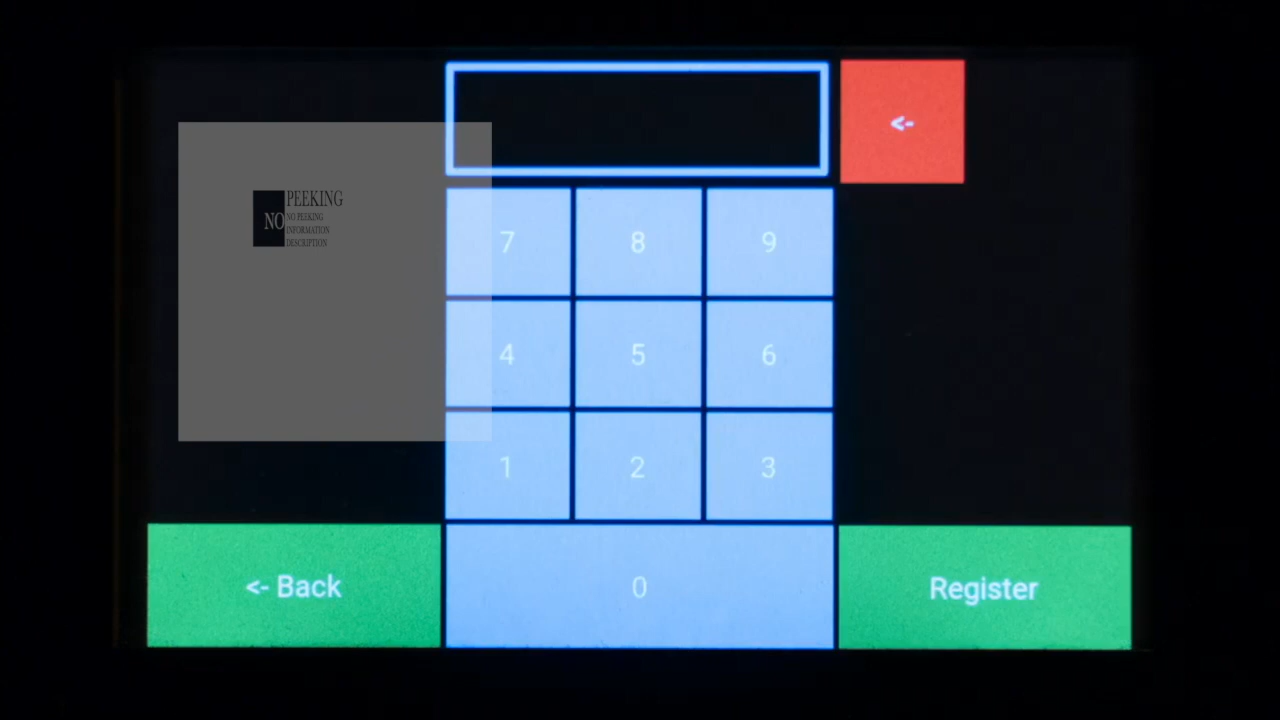 <-
PEEKING
NO
NO PEEKING
INFORMATION
DESCRIPTION
7 8 9
4 5 6
1 2 3
<- Back 0 Register